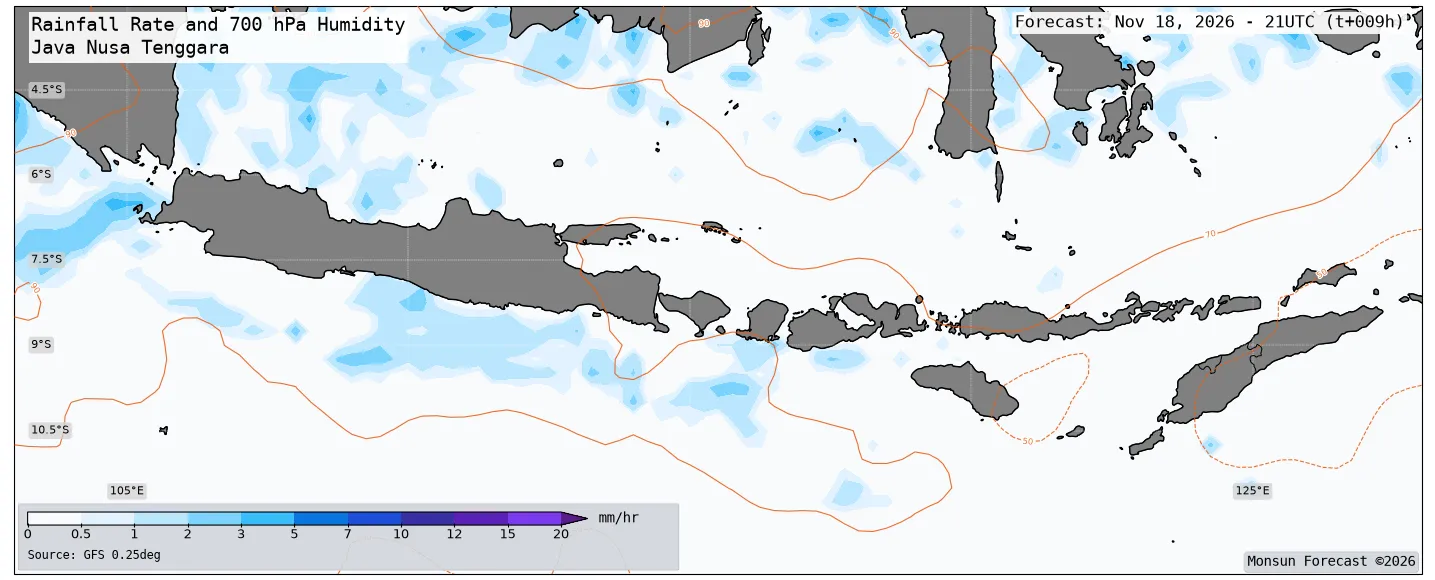 Rainfall Rate and 700 hPa Humidity
Java Nusa Tenggara
Forecast: Nov 18, 2026 - 21UTC (t+009h)
90
90
4.5°S
90
6°S
70
7.5°S
50
90
9°S
10.5°S
50
105°E
125°E
mm/hr
0 0.5 1 2 3 5 7 10 12 15 20
Source: GFS 0.25deg
Monsun Forecast ©2026